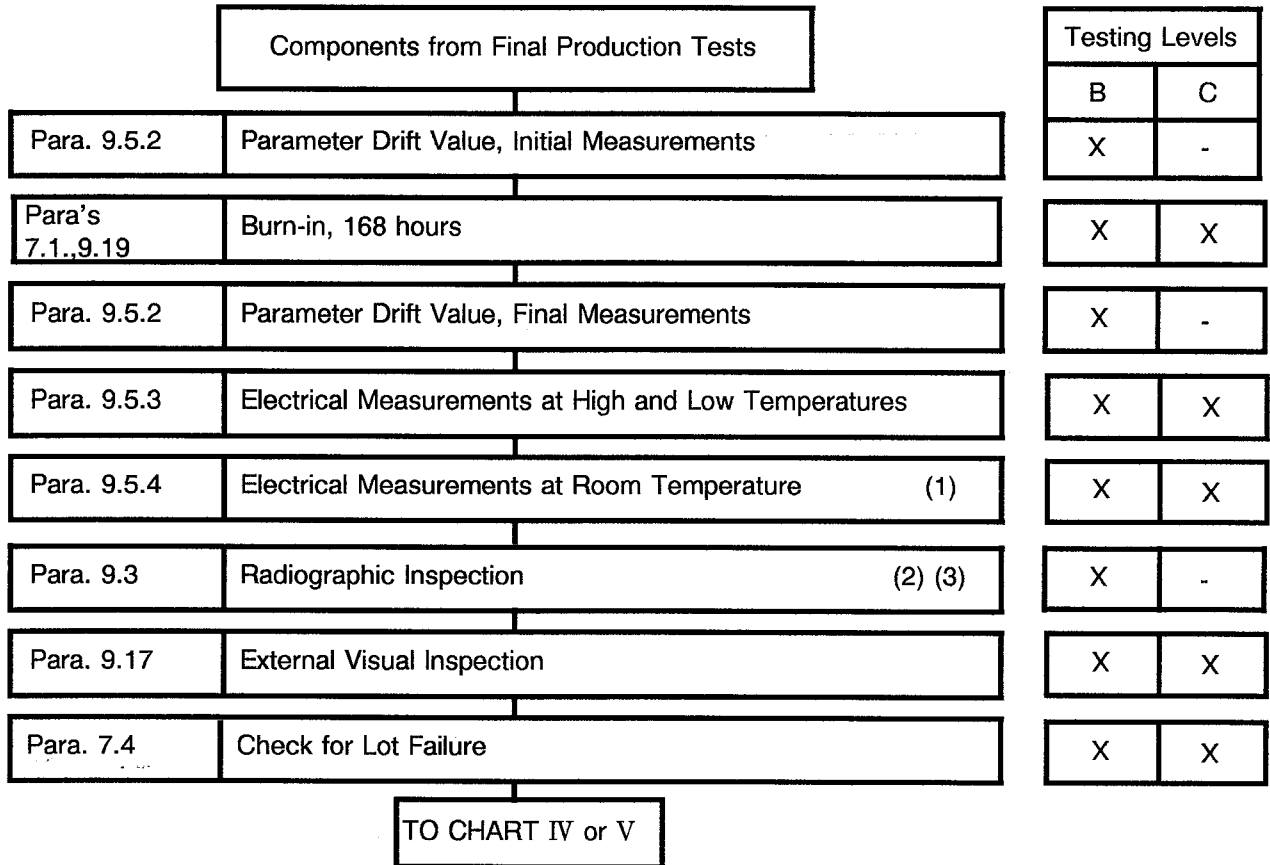 Components from Final Production Tests
Testing Levels
B C
Para. 9.5.2 Parameter Drift Value, Initial Measurements X -
Para's
7.1.,9.19 Burn-in, 168 hours X X
Para. 9.5.2 Parameter Drift Value, Final Measurements X -
Para. 9.5.3 Electrical Measurements at High and Low Temperatures X X
Para. 9.5.4 Electrical Measurements at Room Temperature (1) X X
Para. 9.3 Radiographic Inspection (2) (3) X -
Para. 9.17 External Visual Inspection X X
Para. 7.4 Check for Lot Failure X X
TO CHART IV or V